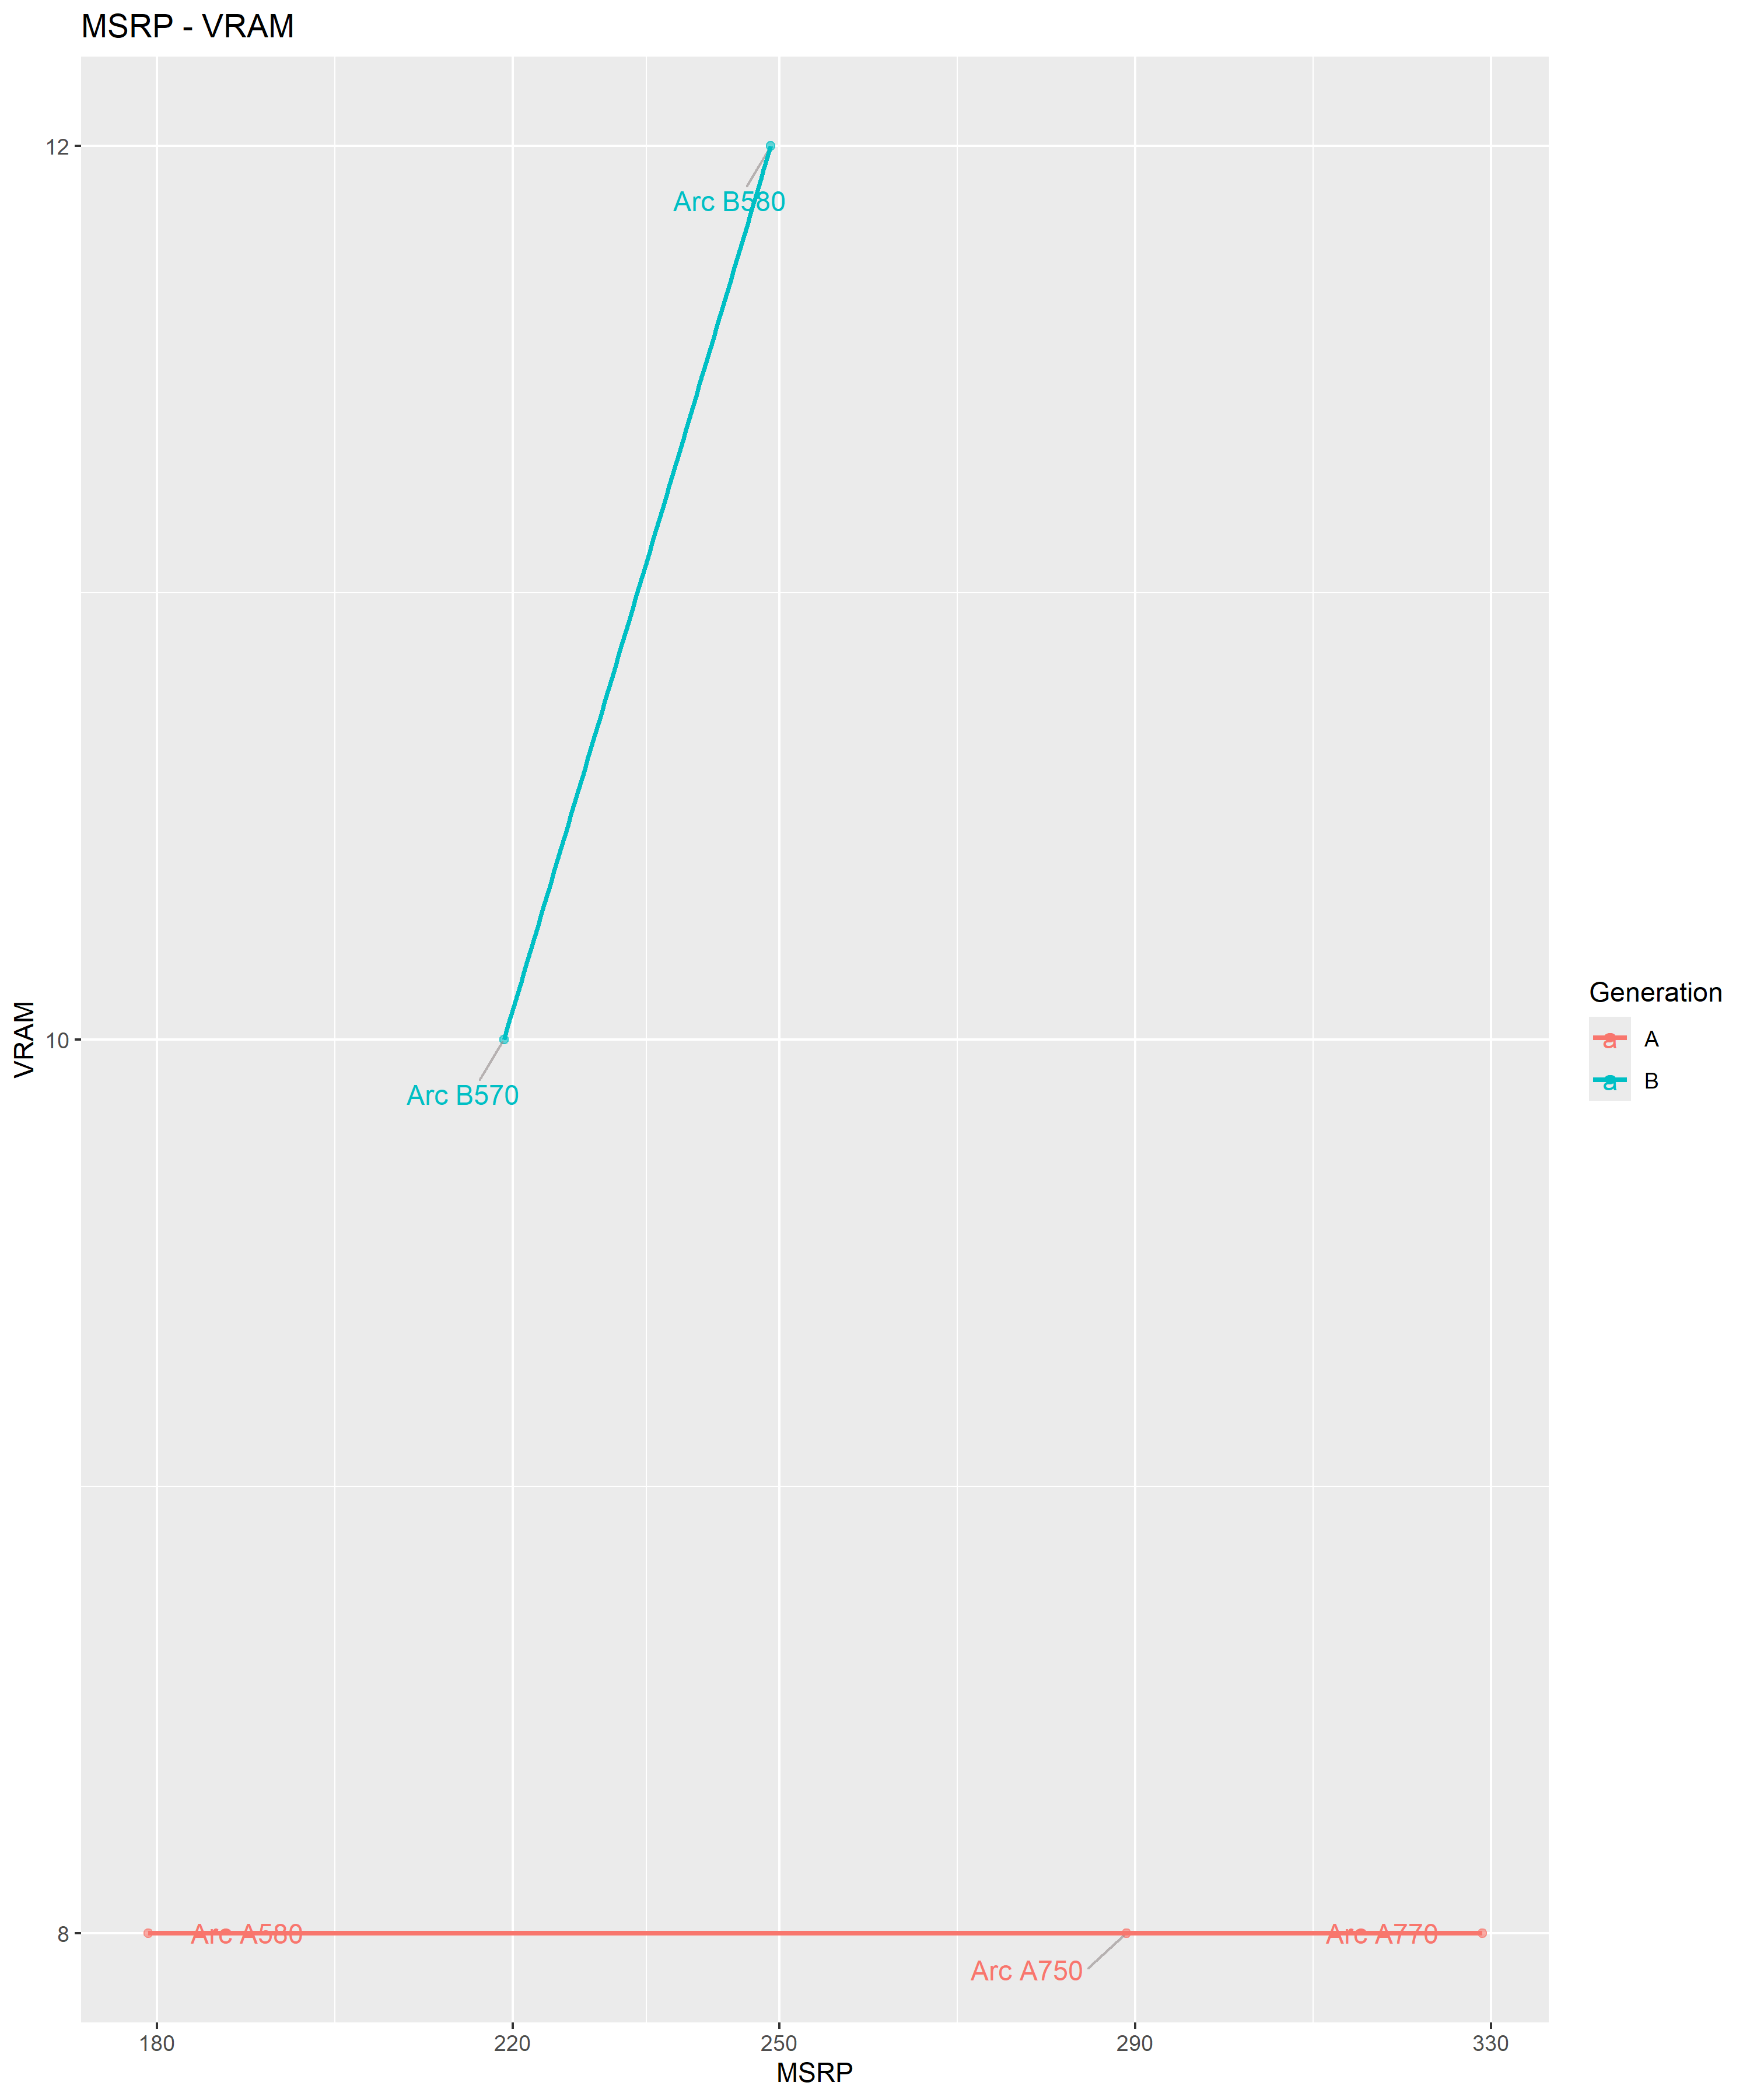 MSRP - VRAM
12
Arc B580
10
Arc B570
VRAM
Generation
a A
a B
8
Arc A580
Arc A770
Arc A750
180 220 250 290 330
MSRP